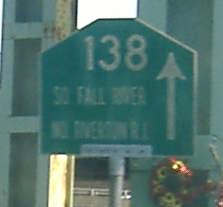 138
SO. FALL RIVER
NO. TIVERTON R.I.